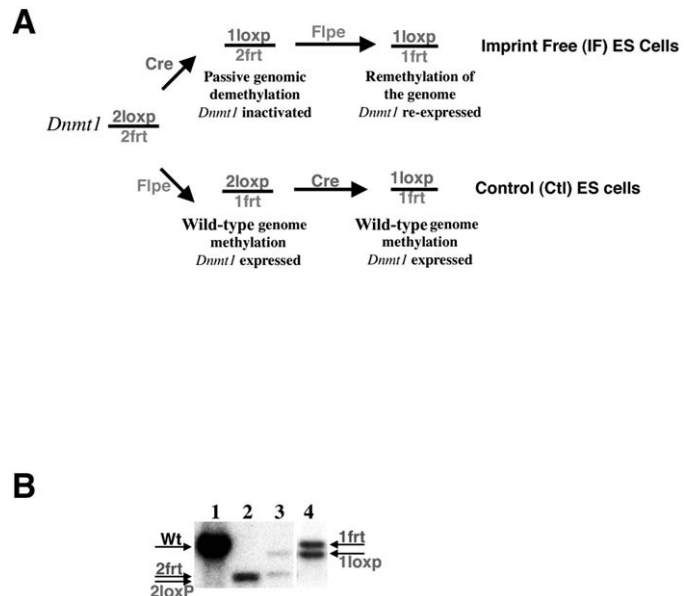 A
Dnmt1 2loxp
2frt
Cre
1loxp
2frt
Passive genomic
demethylation
Dnmt1 inactivated
Flpe
1loxp
1frt
Remethylation of
the genome
Dnmt1 re-expressed
Imprint Free (IF) ES Cells
Flpe
2loxp
1frt
Wild-type genome
methylation
Dnmt1 expressed
Cre
1loxp
1frt
Wild-type genome
methylation
Dnmt1 expressed
Control (Ctl) ES cells
B
1 2 3 4
Wt
2frt
2loxP
1frt
1loxp